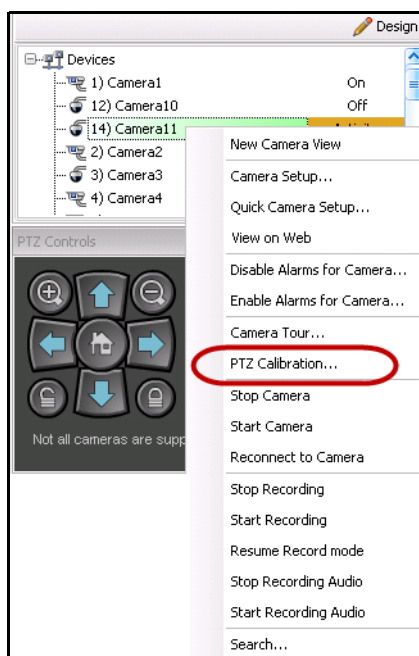 Design
Devices
1) Camera1 On
12) Camera10 Off
14) Camera11
2) Camera2
3) Camera3
4) Camera4
PTZ Controls
Not all cameras are supp
New Camera View
Camera Setup...
Quick Camera Setup...
View on Web
Disable Alarms for Camera...
Enable Alarms for Camera...
Camera Tour...
PTZ Calibration...
Stop Camera
Start Camera
Reconnect to Camera
Stop Recording
Start Recording
Resume Record mode
Stop Recording Audio
Start Recording Audio
Search...